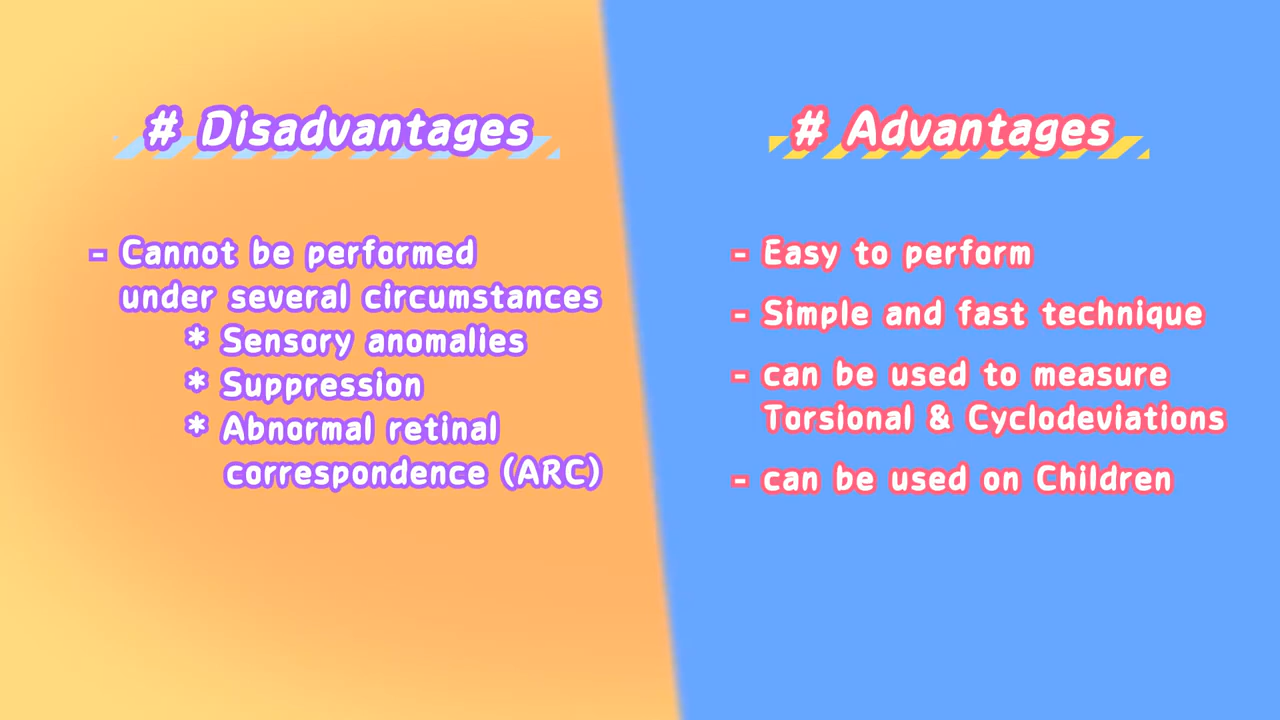 # Disadvantages
- Cannot be performed
under several circumstances
* Sensory anomalies
* Suppression
* Abnormal retinal
correspondence (ARC)
# Advantages
- Easy to perform
- Simple and fast technique
- can be used to measure
Torsional & Cyclodeviations
- can be used on Children